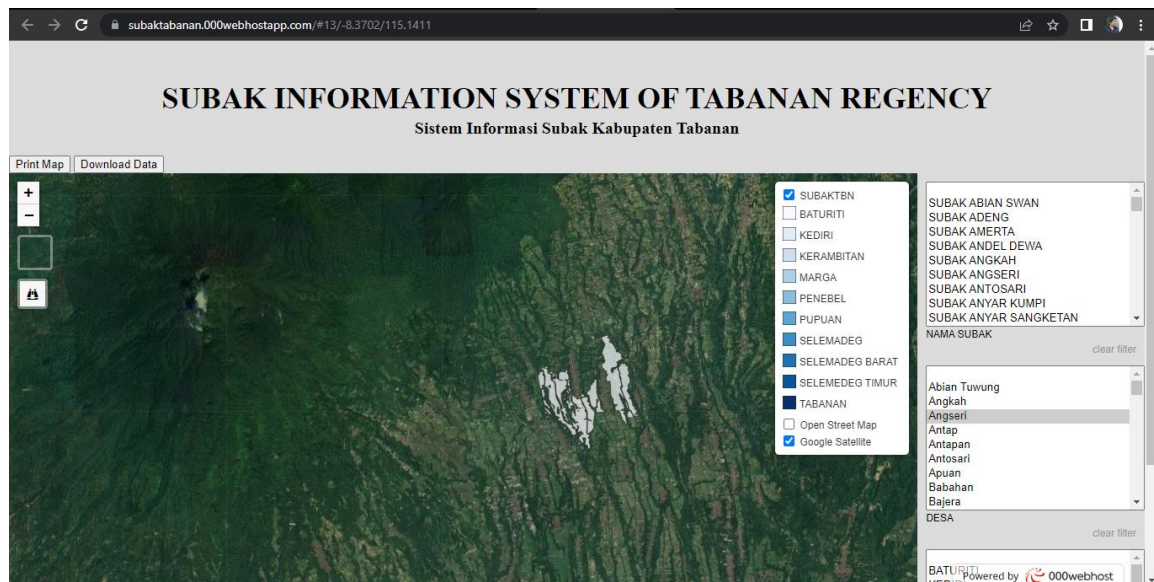 subaktabanan.000webhostapp.com/#13/-8.3702/115.1411
SUBAK INFORMATION SYSTEM OF TABANAN REGENCY
Sistem Informasi Subak Kabupaten Tabanan
Print Map
Download Data
+
−
SUBAKTBN
BATURITI
KEDIRI
KERAMBITAN
MARGA
PENEBEL
PUPUAN
SELEMADEG
SELEMADEG BARAT
SELEMEDEG TIMUR
TABANAN
Open Street Map
Google Satellite
SUBAK ABIAN SWAN
SUBAK ADENG
SUBAK AMERTA
SUBAK ANDEL DEWA
SUBAK ANGKAH
SUBAK ANGSERI
SUBAK ANTOSARI
SUBAK ANYAR KUMPI
SUBAK ANYAR SANGKETAN
NAMA SUBAK
clear filter
Abian Tuwung
Angkah
Angseri
Antap
Antapan
Antosari
Apuan
Babahan
Bajera
DESA
clear filter
BATURITI
Powered by 000webhost